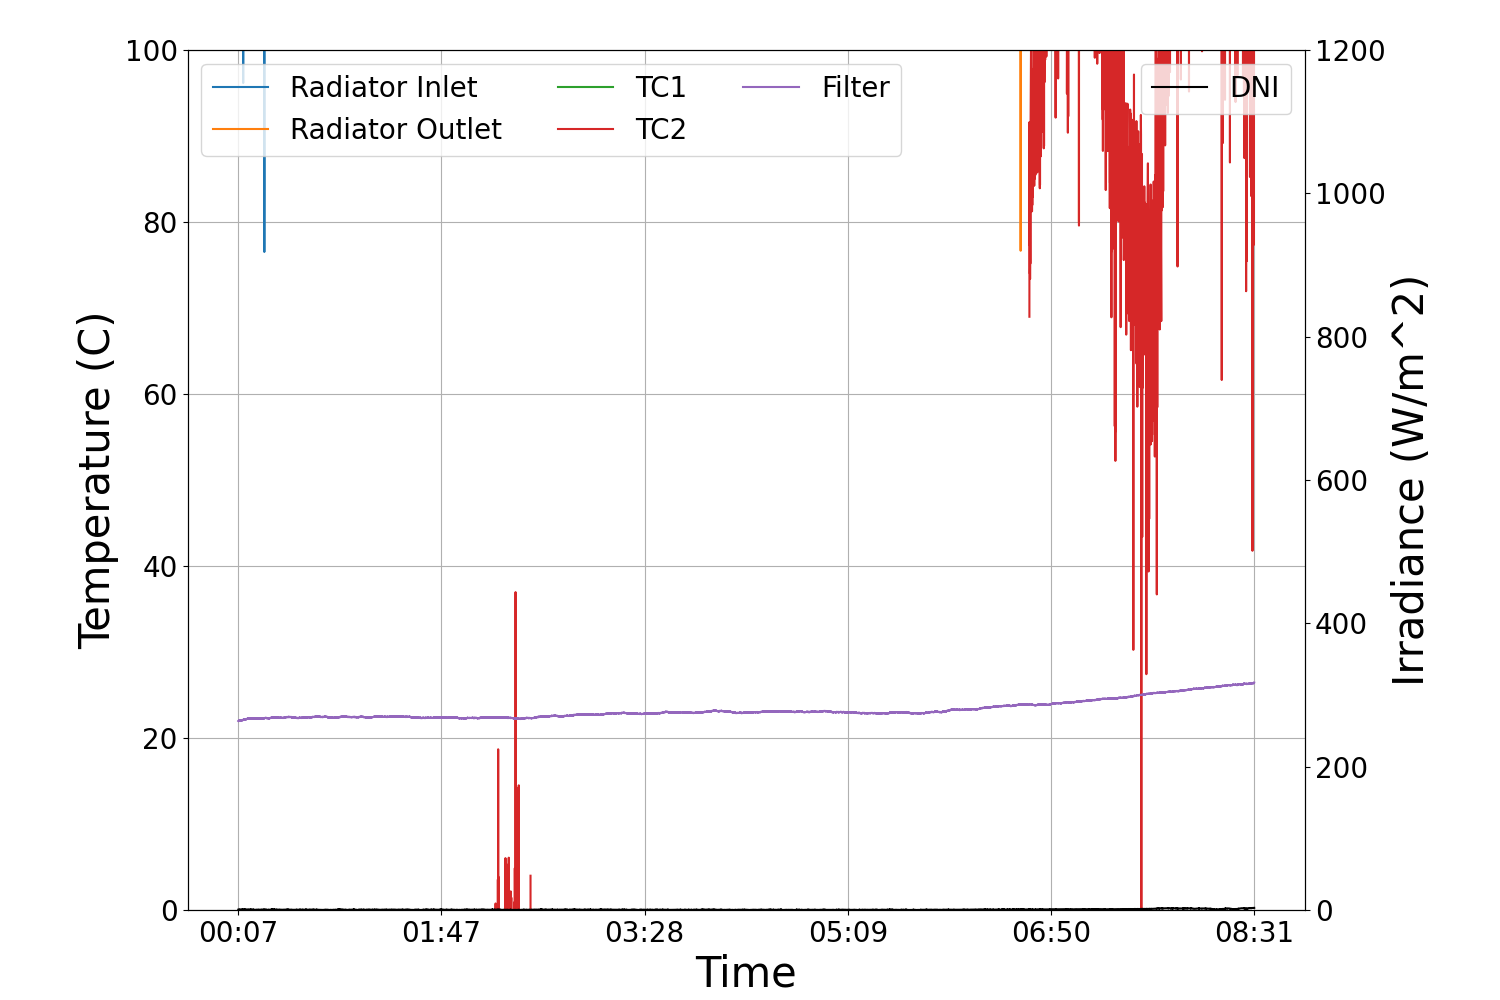 Radiator Inlet
Radiator Outlet
TC1
TC2
Filter
DNI
Temperature (C)
100
80
60
40
20
0
1200
1000
800
600
400
200
0
Irradiance (W/m^2)
00:07 01:47 03:28 05:09 06:50 08:31
Time